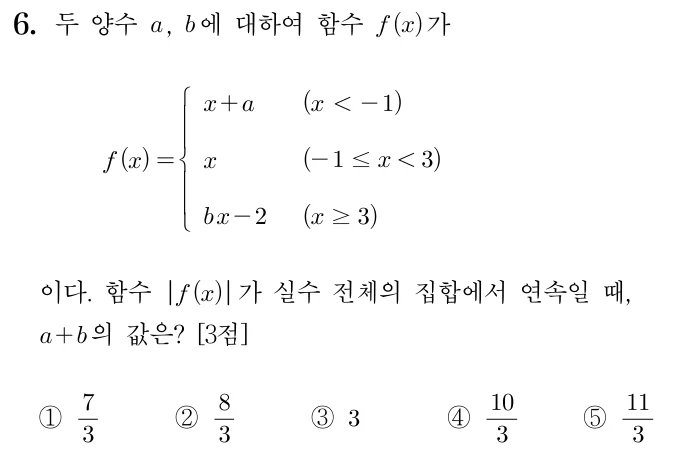 6. 두 양수 a, b에 대하여 함수 f(x)가
x+a (x < -1)
f(x)= { x (-1 ≤ x < 3)
bx-2 (x ≥ 3)
이다. 함수 |f(x)|가 실수 전체의 집합에서 연속일 때,
a+b의 값은? [3점]
① 7/3 ② 8/3 ③ 3 ④ 10/3 ⑤ 11/3